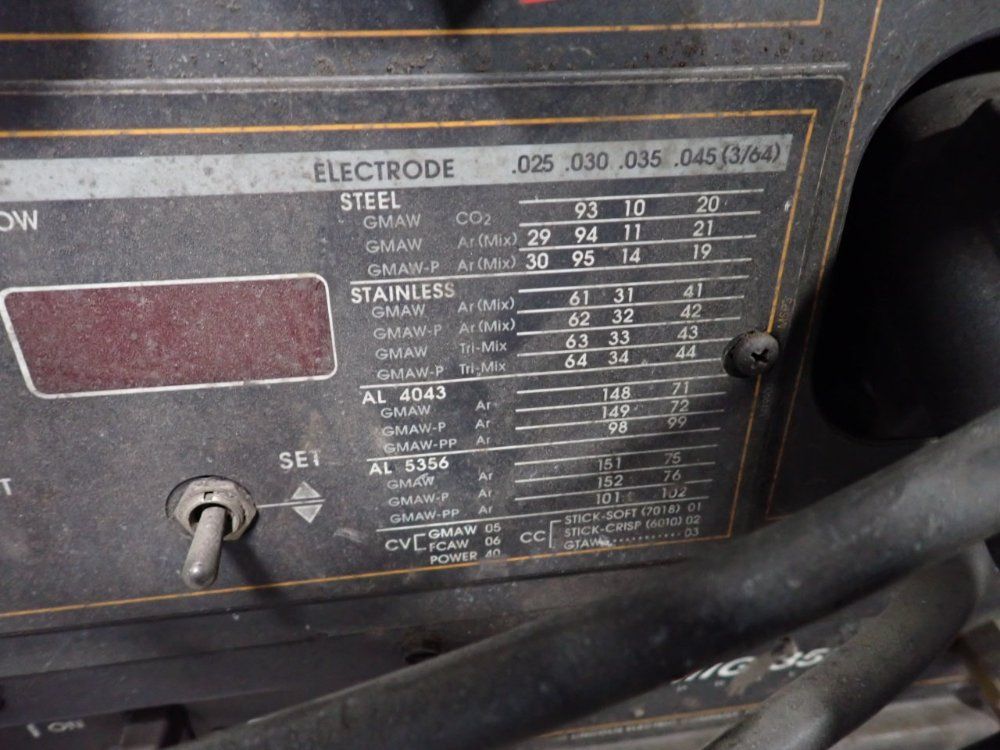 ELECTRODE .025 .030 .035 .045 (3/64)
OW
STEEL
GMAW CO2 93 10 20
GMAW Ar (Mix) 29 94 11 21
GMAW-P Ar (Mix) 30 95 14 19
STAINLESS
GMAW Ar (Mix) 61 31 41
GMAW-P Ar (Mix) 62 32 42
GMAW Tri-Mix 63 33 43
GMAW-P Tri-Mix 64 34 44
AL 4043
GMAW Ar 148 71
GMAW-P Ar 149 72
GMAW-PP Ar 98 99
SET
AL 5356
GMAW Ar 151 75
GMAW-P Ar 152 76
GMAW-PP Ar 101 102
T
CV GMAW 05
FCAW 06
POWER 40
CC STICK-SOFT (7018) 01
STICK-CRISP (6010) 02
GTAW 03
ON